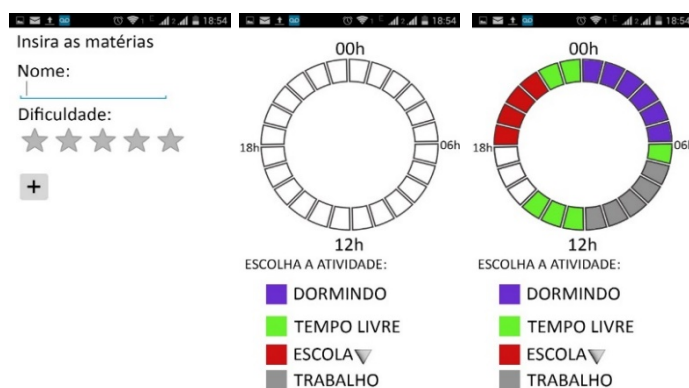 18:54
Insira as matérias
Nome:
Dificuldade:
+
18:54
00h
18h
06h
12h
ESCOLHA A ATIVIDADE:
DORMINDO
TEMPO LIVRE
ESCOLA
TRABALHO
18:54
00h
18h
06h
12h
ESCOLHA A ATIVIDADE:
DORMINDO
TEMPO LIVRE
ESCOLA
TRABALHO